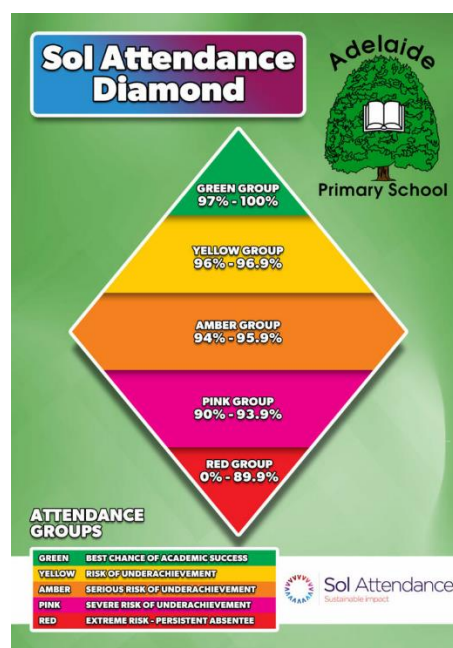 Sol Attendance
Diamond
Adelaide
Primary School
GREEN GROUP
97% - 100%
YELLOW GROUP
96% - 96.9%
AMBER GROUP
94% - 95.9%
PINK GROUP
90% - 93.9%
RED GROUP
0% - 89.9%
ATTENDANCE
GROUPS
GREEN BEST CHANCE OF ACADEMIC SUCCESS
YELLOW RISK OF UNDERACHIEVEMENT
AMBER SERIOUS RISK OF UNDERACHIEVEMENT
PINK SEVERE RISK OF UNDERACHIEVEMENT
RED EXTREME RISK - PERSISTENT ABSENTEE
Sol Attendance
Sustainable impact